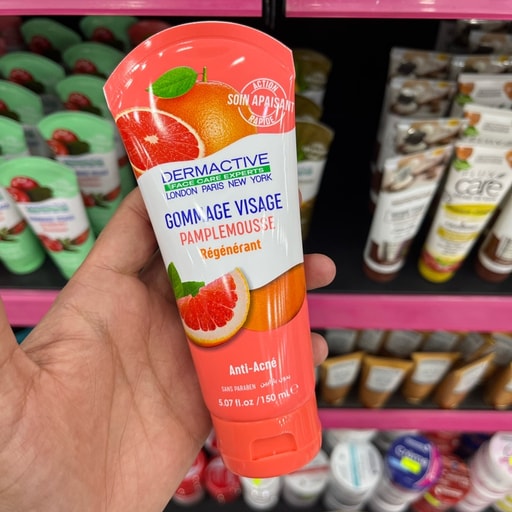 ACTION
SOIN APAISANT
RAPIDE
DERMACTIVE
FACE CARE EXPERTS
LONDON PARIS NEW YORK
GOMMAGE VISAGE
PAMPLEMOUSSE
Régénérant
Anti-Acné
SANS PARABEN
5.07 fl.oz / 150 mL ℮
care